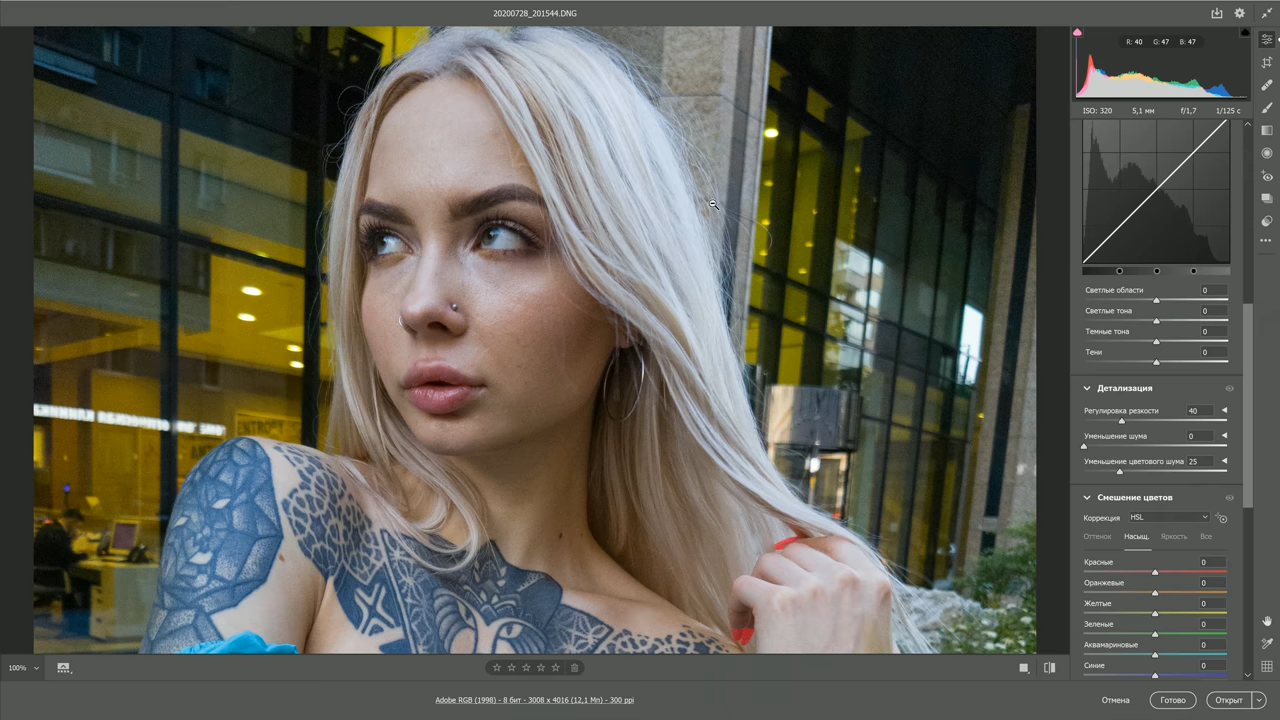 20200728_201544.DNG
R: 40 G: 47 B: 47
ISO: 320 5,1 мм f/1,7 1/125 с
Светлые области 0
Светлые тона 0
Темные тона 0
Тени 0
Детализация
Регулировка резкости 40
Уменьшение шума 0
Уменьшение цветового шума 25
Смешение цветов
Коррекция HSL
Оттенок Насыщ. Яркость Все
Красные 0
Оранжевые 0
Желтые 0
Зеленые 0
Аквамариновые 0
Синие 0
100%
Adobe RGB (1998) - 8 бит - 3008 x 4016 (12,1 Мп) - 300 ppi
Отмена Готово Открыт